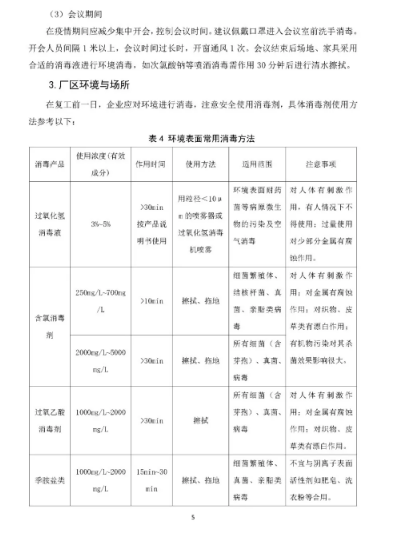 （3）会议期间
在疫情期间应减少集中开会，控制会议时间，建议佩戴口罩进入会议室前洗手消毒，
开会人员间隔 1 米以上，会议时间过长时，开窗通风 1 次。会议结束后场地、家具采用
合适的消毒液进行环境消毒，如次氯酸钠等喷洒消毒需作用 30 分钟后进行清水擦拭。
3.厂区环境与场所
在复工前一日，企业应对环境进行消毒，注意安全使用消毒剂，具体消毒剂使用方
法参考以下：
表 4 环境表面常用消毒方法
消毒产品
使用浓度（有效
成分）
作用时间
使用方法
适用范围
注意事项
过氧化氢
消毒液
3%-5%
>30min
按产品说
明书使用
用粒径＜10μ
m 的喷雾器或
过氧化氢消毒
机喷雾
环境表面耐药
菌等病原微生
物的污染及空
气消毒
对人体有刺激作
用，有人情况下不
得使用；过量使用
对少部分金属有腐
蚀作用。
含氯消毒
剂
250mg/L~700mg
/L
>10min
擦拭、拖地
细菌繁殖体、
结核杆菌、真
菌、亲脂类病
毒
对人体有刺激作
用；对金属有腐蚀
作用；对织物、皮
草类有漂白作用；
有机物污染对其杀
菌效果影响很大。
2000mg/L~5000
mg/L
>30min
擦拭、拖地
所有细菌（含
芽孢）、真菌、
病毒
过氧乙酸
消毒剂
1000mg/L~2000
mg/L
>30min
擦拭
所有细菌（含
芽孢）、真菌、
病毒
对人体有刺激作
用；对金属有腐蚀
作用；对织物、皮
草类有漂白作用。
季胺盐类
1000mg/L~2000
mg/L
15min~30
min
擦拭、拖地
细菌繁殖体、
真菌、亲脂类
病毒
不宜与阴离子表面
活性剂如肥皂、洗
衣粉等合用。
5